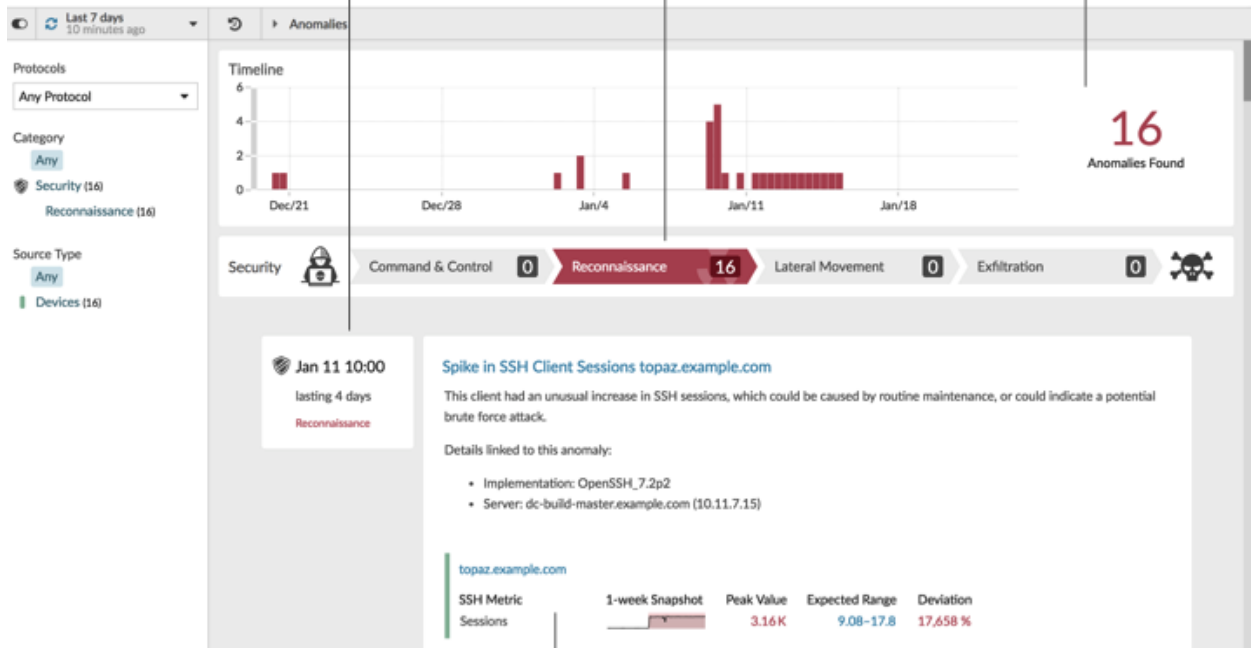 Last 7 days
10 minutes ago
Anomalies
Protocols
Any Protocol
Category
Any
Security (16)
Reconnaissance (16)
Source Type
Any
Devices (16)
Timeline
6
4
2
0
Dec/21
Dec/28
Jan/4
Jan/11
Jan/18
16
Anomalies Found
Security
Command & Control 0
Reconnaissance 16
Lateral Movement 0
Exfiltration 0
Jan 11 10:00
lasting 4 days
Reconnaissance
Spike in SSH Client Sessions topaz.example.com
This client had an unusual increase in SSH sessions, which could be caused by routine maintenance, or could indicate a potential
brute force attack.
Details linked to this anomaly:
• Implementation: OpenSSH_7.2p2
• Server: dc-build-master.example.com (10.11.7.15)
topaz.example.com
SSH Metric 1-week Snapshot Peak Value Expected Range Deviation
Sessions 3.16 K 9.08–17.8 17,658 %